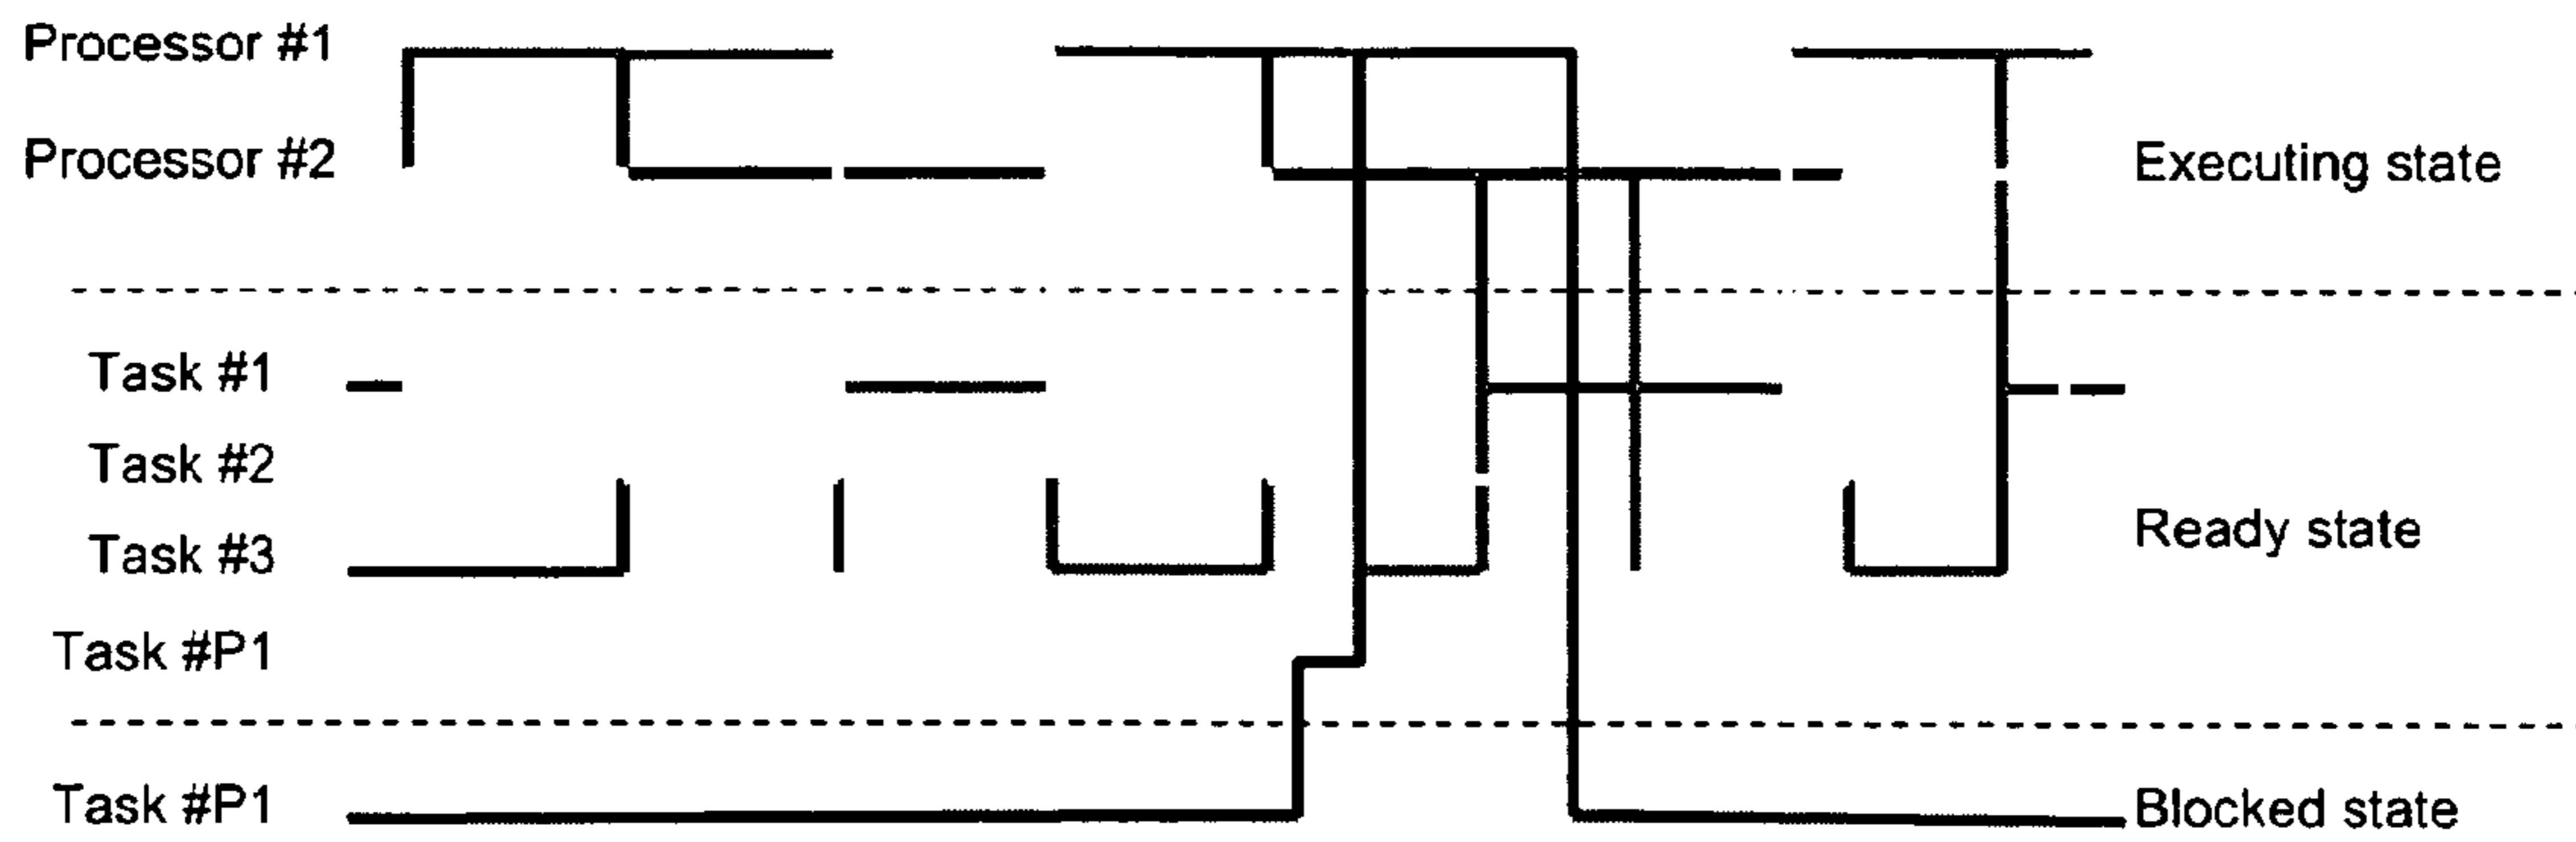 Processor #1
Processor #2
Executing state
Task #1
Task #2
Task #3
Ready state
Task #P1
Task #P1
Blocked state